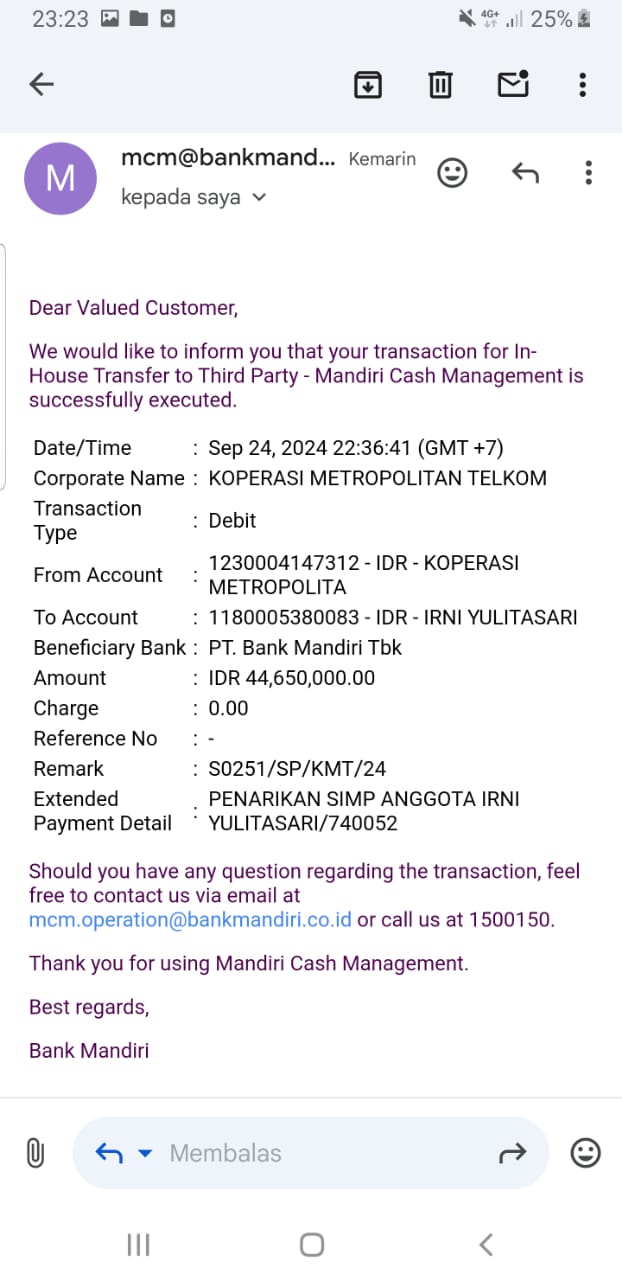 23:23
4G+
25%
M
mcm@bankmand... Kemarin
kepada saya
Dear Valued Customer,
We would like to inform you that your transaction for In-
House Transfer to Third Party - Mandiri Cash Management is
successfully executed.
Date/Time : Sep 24, 2024 22:36:41 (GMT +7)
Corporate Name : KOPERASI METROPOLITAN TELKOM
Transaction
Type : Debit
From Account : 1230004147312 - IDR - KOPERASI
METROPOLITA
To Account : 1180005380083 - IDR - IRNI YULITASARI
Beneficiary Bank : PT. Bank Mandiri Tbk
Amount : IDR 44,650,000.00
Charge : 0.00
Reference No : -
Remark : S0251/SP/KMT/24
Extended
Payment Detail : PENARIKAN SIMP ANGGOTA IRNI
YULITASARI/740052
Should you have any question regarding the transaction, feel
free to contact us via email at
mcm.operation@bankmandiri.co.id or call us at 1500150.
Thank you for using Mandiri Cash Management.
Best regards,
Bank Mandiri
Membalas